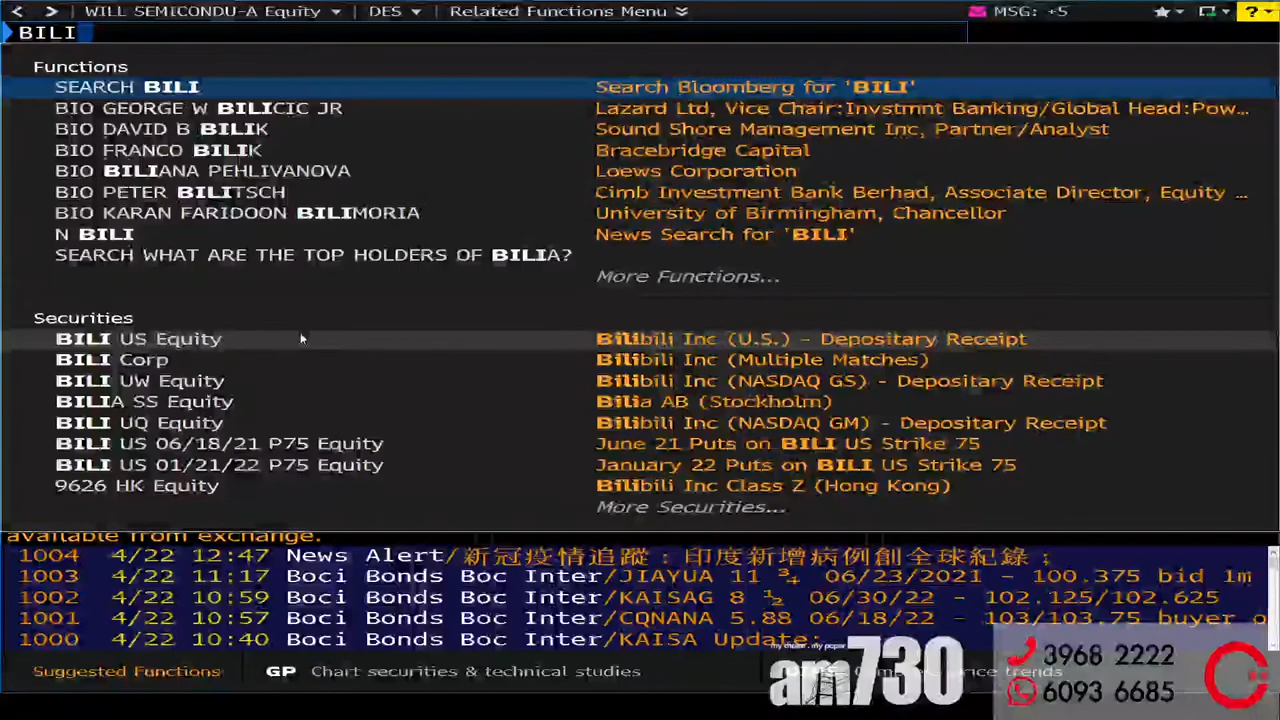 < > WILL SEMICONDU-A Equity DES Related Functions Menu MSG: +5 ?
BILI
Functions
SEARCH BILI Search Bloomberg for 'BILI'
BIO GEORGE W BILICIC JR Lazard Ltd, Vice Chair:Invstmnt Banking/Global Head:Pow...
BIO DAVID B BILIK Sound Shore Management Inc, Partner/Analyst
BIO FRANCO BILIK Bracebridge Capital
BIO BILIANA PEHLIVANOVA Loews Corporation
BIO PETER BILITSCH Cimb Investment Bank Berhad, Associate Director, Equity ...
BIO KARAN FARIDOON BILIMORIA University of Birmingham, Chancellor
N BILI News Search for 'BILI'
SEARCH WHAT ARE THE TOP HOLDERS OF BILIA?
More Functions...
Securities
BILI US Equity Bilibili Inc (U.S.) - Depositary Receipt
BILI Corp Bilibili Inc (Multiple Matches)
BILI UW Equity Bilibili Inc (NASDAQ GS) - Depositary Receipt
BILIA SS Equity Bilia AB (Stockholm)
BILI UQ Equity Bilibili Inc (NASDAQ GM) - Depositary Receipt
BILI US 06/18/21 P75 Equity June 21 Puts on BILI US Strike 75
BILI US 01/21/22 P75 Equity January 22 Puts on BILI US Strike 75
9626 HK Equity Bilibili Inc Class Z (Hong Kong)
More Securities...
available from exchange.
1004 4/22 12:47 News Alert/新冠疫情追蹤：印度新增病例創全球紀錄；
1003 4/22 11:17 Boci Bonds Boc Inter/JIAYUA 11 ¾ 06/23/2021 - 100.375 bid 1m
1002 4/22 10:59 Boci Bonds Boc Inter/KAISAG 8 ½ 06/30/22 - 102.125/102.625
1001 4/22 10:57 Boci Bonds Boc Inter/CQNANA 5.88 06/18/22 - 103/103.75 buyer o
1000 4/22 10:40 Boci Bonds Boc Inter/KAISA Update:
Suggested Functions GP Chart securities & technical studies trends
my choice . my paper
am730
3968 2222
6093 6685